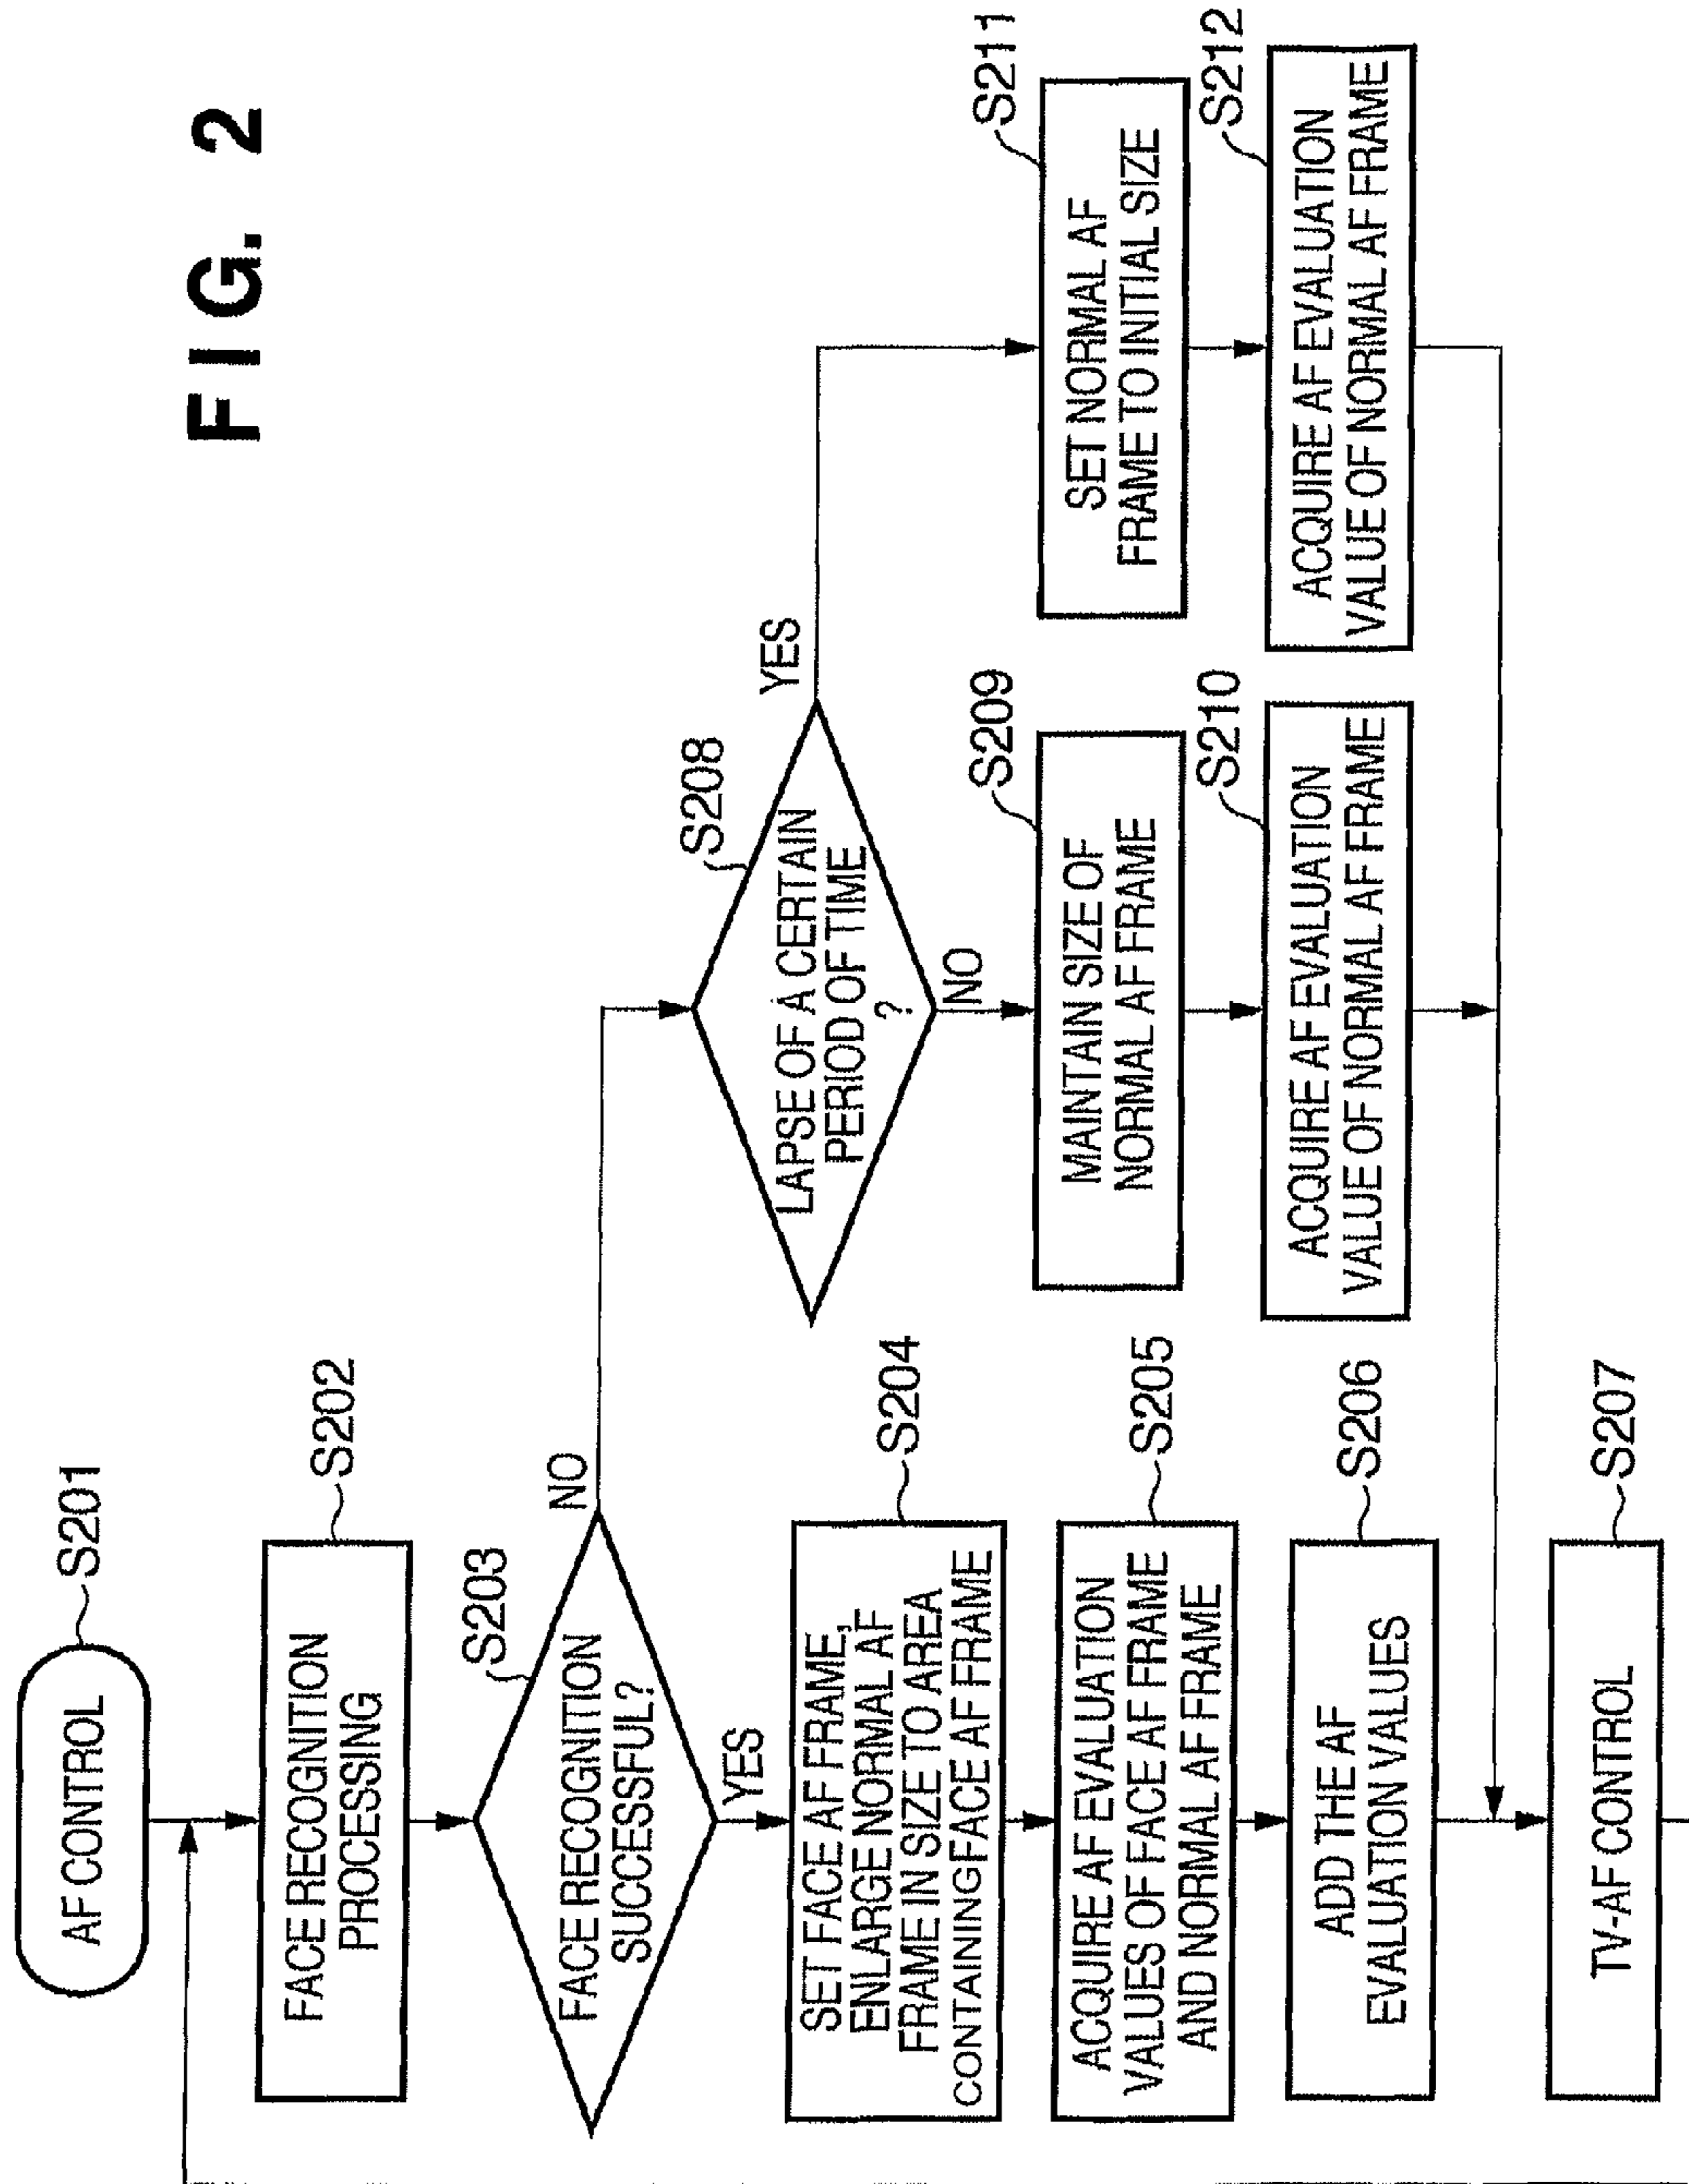 FIG. 2
AF CONTROL
S201
FACE RECOGNITION
PROCESSING
S202
FACE RECOGNITION
SUCCESSFUL?
S203
NO
YES
SET FACE AF FRAME,
ENLARGE NORMAL AF
FRAME IN SIZE TO AREA
CONTAINING FACE AF FRAME
S204
ACQUIRE AF EVALUATION
VALUES OF FACE AF FRAME
AND NORMAL AF FRAME
S205
ADD THE AF
EVALUATION VALUES
S206
TV-AF CONTROL
S207
LAPSE OF A CERTAIN
PERIOD OF TIME
?
S208
YES
NO
MAINTAIN SIZE OF
NORMAL AF FRAME
S209
ACQUIRE AF EVALUATION
VALUE OF NORMAL AF FRAME
S210
SET NORMAL AF
FRAME TO INITIAL SIZE
S211
ACQUIRE AF EVALUATION
VALUE OF NORMAL AF FRAME
S212